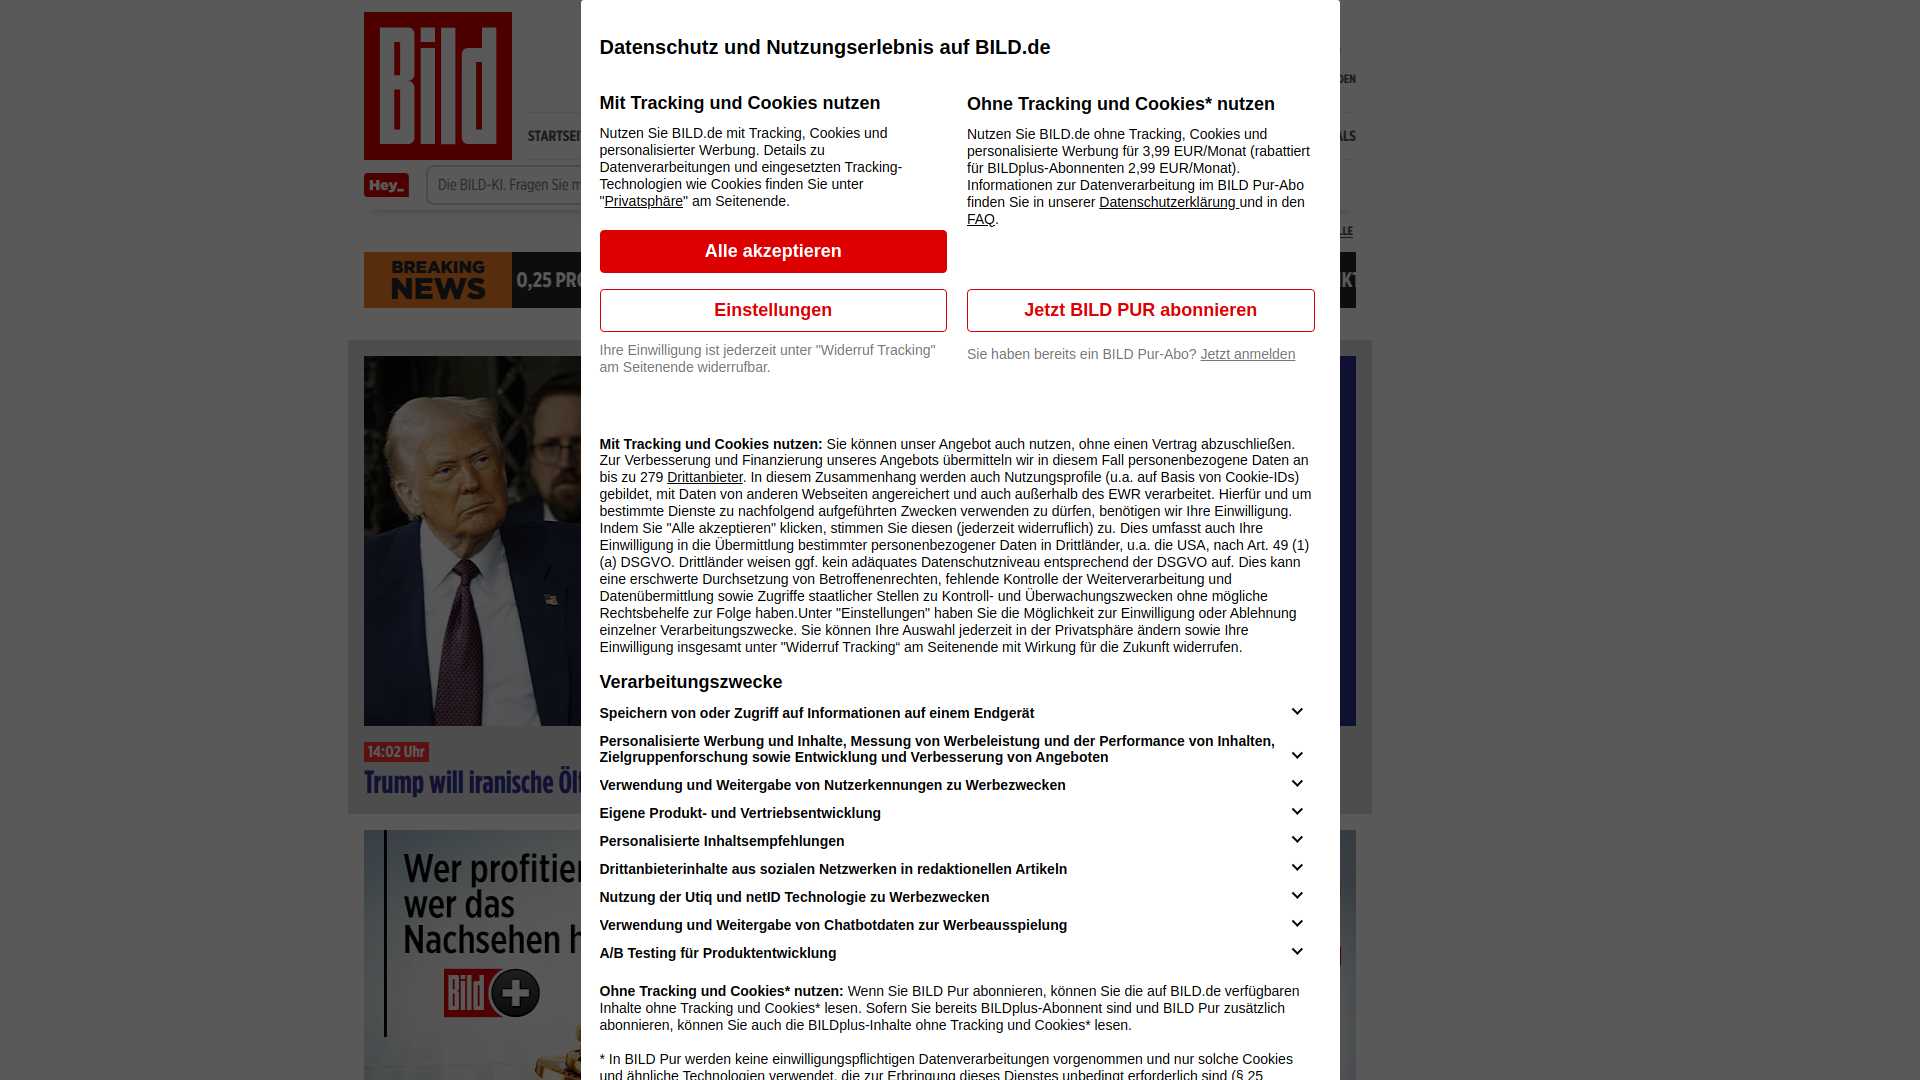 Bild
DEN
STARTSEI
ALS
Hey_
Die BILD-KI. Fragen Sie m
LLE
BREAKING
NEWS
0,25 PRO
KT
14:02 Uhr
Trump will iranische Öl
Wer profitier
wer das
Nachsehen h
Bild
Datenschutz und Nutzungserlebnis auf BILD.de
Mit Tracking und Cookies nutzen
Nutzen Sie BILD.de mit Tracking, Cookies und
personalisierter Werbung. Details zu
Datenverarbeitungen und eingesetzten Tracking-
Technologien wie Cookies finden Sie unter
"Privatsphäre" am Seitenende.
Alle akzeptieren
Einstellungen
Ihre Einwilligung ist jederzeit unter "Widerruf Tracking"
am Seitenende widerrufbar.
Ohne Tracking und Cookies* nutzen
Nutzen Sie BILD.de ohne Tracking, Cookies und
personalisierte Werbung für 3,99 EUR/Monat (rabattiert
für BILDplus-Abonnenten 2,99 EUR/Monat).
Informationen zur Datenverarbeitung im BILD Pur-Abo
finden Sie in unserer Datenschutzerklärung und in den
FAQ.
Jetzt BILD PUR abonnieren
Sie haben bereits ein BILD Pur-Abo? Jetzt anmelden
Mit Tracking und Cookies nutzen: Sie können unser Angebot auch nutzen, ohne einen Vertrag abzuschließen.
Zur Verbesserung und Finanzierung unseres Angebots übermitteln wir in diesem Fall personenbezogene Daten an
bis zu 279 Drittanbieter. In diesem Zusammenhang werden auch Nutzungsprofile (u.a. auf Basis von Cookie-IDs)
gebildet, mit Daten von anderen Webseiten angereichert und auch außerhalb des EWR verarbeitet. Hierfür und um
bestimmte Dienste zu nachfolgend aufgeführten Zwecken verwenden zu dürfen, benötigen wir Ihre Einwilligung.
Indem Sie "Alle akzeptieren" klicken, stimmen Sie diesen (jederzeit widerruflich) zu. Dies umfasst auch Ihre
Einwilligung in die Übermittlung bestimmter personenbezogener Daten in Drittländer, u.a. die USA, nach Art. 49 (1)
(a) DSGVO. Drittländer weisen ggf. kein adäquates Datenschutzniveau entsprechend der DSGVO auf. Dies kann
eine erschwerte Durchsetzung von Betroffenenrechten, fehlende Kontrolle der Weiterverarbeitung und
Datenübermittlung sowie Zugriffe staatlicher Stellen zu Kontroll- und Überwachungszwecken ohne mögliche
Rechtsbehelfe zur Folge haben.Unter "Einstellungen" haben Sie die Möglichkeit zur Einwilligung oder Ablehnung
einzelner Verarbeitungszwecke. Sie können Ihre Auswahl jederzeit in der Privatsphäre ändern sowie Ihre
Einwilligung insgesamt unter "Widerruf Tracking“ am Seitenende mit Wirkung für die Zukunft widerrufen.
Verarbeitungszwecke
Speichern von oder Zugriff auf Informationen auf einem Endgerät
Personalisierte Werbung und Inhalte, Messung von Werbeleistung und der Performance von Inhalten,
Zielgruppenforschung sowie Entwicklung und Verbesserung von Angeboten
Verwendung und Weitergabe von Nutzerkennungen zu Werbezwecken
Eigene Produkt- und Vertriebsentwicklung
Personalisierte Inhaltsempfehlungen
Drittanbieterinhalte aus sozialen Netzwerken in redaktionellen Artikeln
Nutzung der Utiq und netID Technologie zu Werbezwecken
Verwendung und Weitergabe von Chatbotdaten zur Werbeausspielung
A/B Testing für Produktentwicklung
Ohne Tracking und Cookies* nutzen: Wenn Sie BILD Pur abonnieren, können Sie die auf BILD.de verfügbaren
Inhalte ohne Tracking und Cookies* lesen. Sofern Sie bereits BILDplus-Abonnent sind und BILD Pur zusätzlich
abonnieren, können Sie auch die BILDplus-Inhalte ohne Tracking und Cookies* lesen.
* In BILD Pur werden keine einwilligungspflichtigen Datenverarbeitungen vorgenommen und nur solche Cookies
und ähnliche Technologien verwendet, die zur Erbringung dieses Dienstes unbedingt erforderlich sind (§ 25